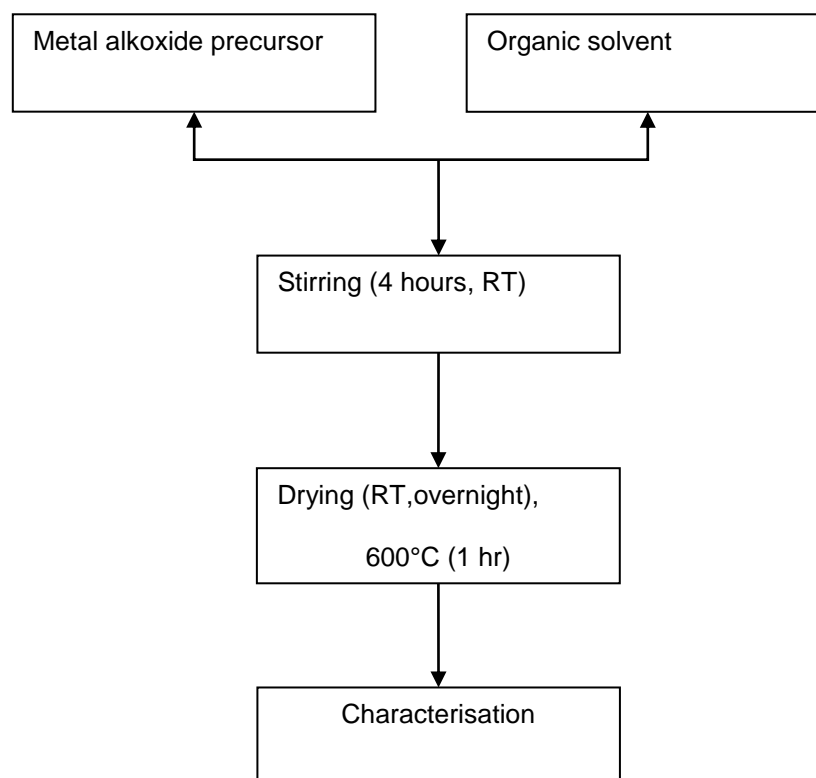 Metal alkoxide precursor
Organic solvent
Stirring (4 hours, RT)
Drying (RT,overnight),
600°C (1 hr)
Characterisation